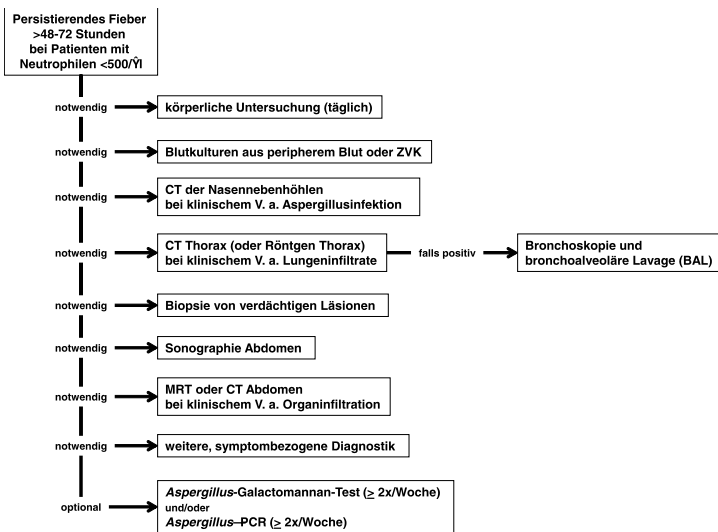 Persistierendes Fieber
>48-72 Stunden
bei Patienten mit
Neutrophilen <500/Ÿl
notwendig
körperliche Untersuchung (täglich)
notwendig
Blutkulturen aus peripherem Blut oder ZVK
notwendig
CT der Nasennebenhöhlen
bei klinischem V. a. Aspergillusinfektion
notwendig
CT Thorax (oder Röntgen Thorax)
bei klinischem V. a. Lungeninfiltrate
falls positiv
Bronchoskopie und
bronchoalveoläre Lavage (BAL)
notwendig
Biopsie von verdächtigen Läsionen
notwendig
Sonographie Abdomen
notwendig
MRT oder CT Abdomen
bei klinischem V. a. Organinfiltration
notwendig
weitere, symptombezogene Diagnostik
optional
Aspergillus-Galactomannan-Test (≥ 2x/Woche)
und/oder
Aspergillus–PCR (≥ 2x/Woche)